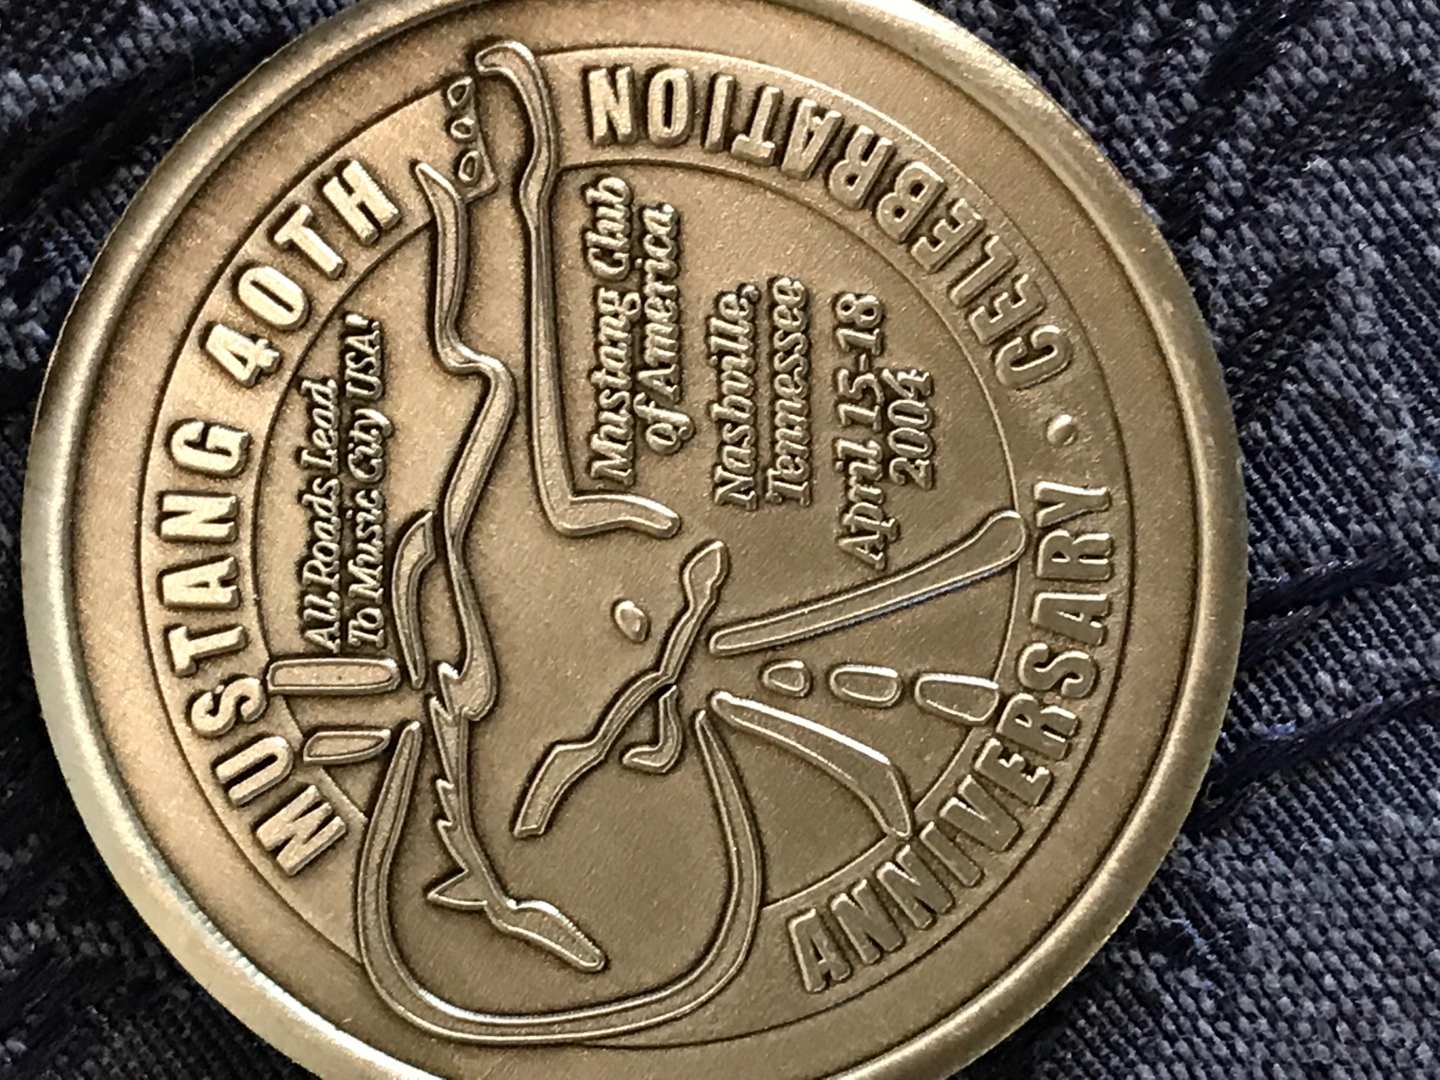 MUSTANG 40TH
ANNIVERSARY • CELEBRATION
All Roads Lead
To Music City USA!
Mustang Club
of America
Nashville,
Tennessee
April 15-18
2004